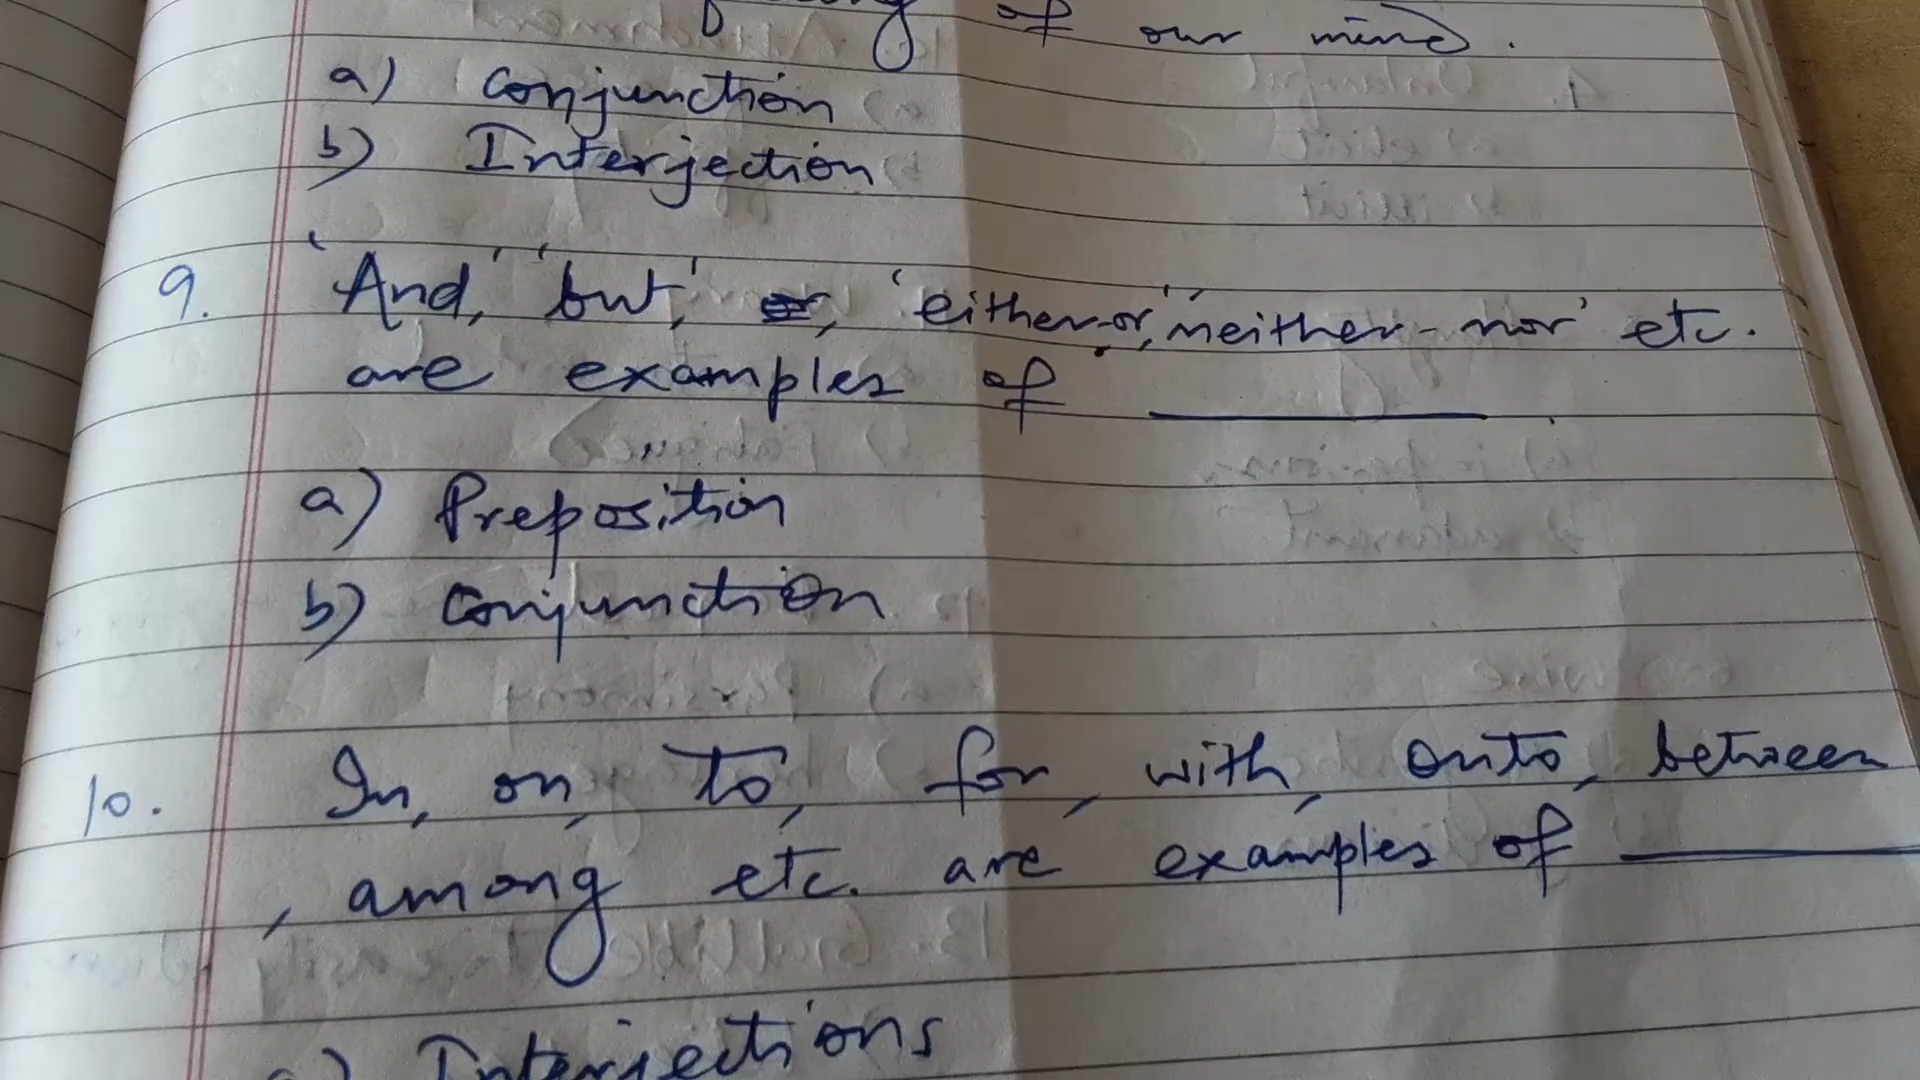 of our mind.
a) Conjunction
b) Interjection
9. 'And,' 'but,' 'either-or,' 'neither-nor' etc.
are examples of ________.
a) Preposition
b) Conjunction
10. In, on, to, for, with, onto, between
, among etc. are examples of ________
a) Interjections